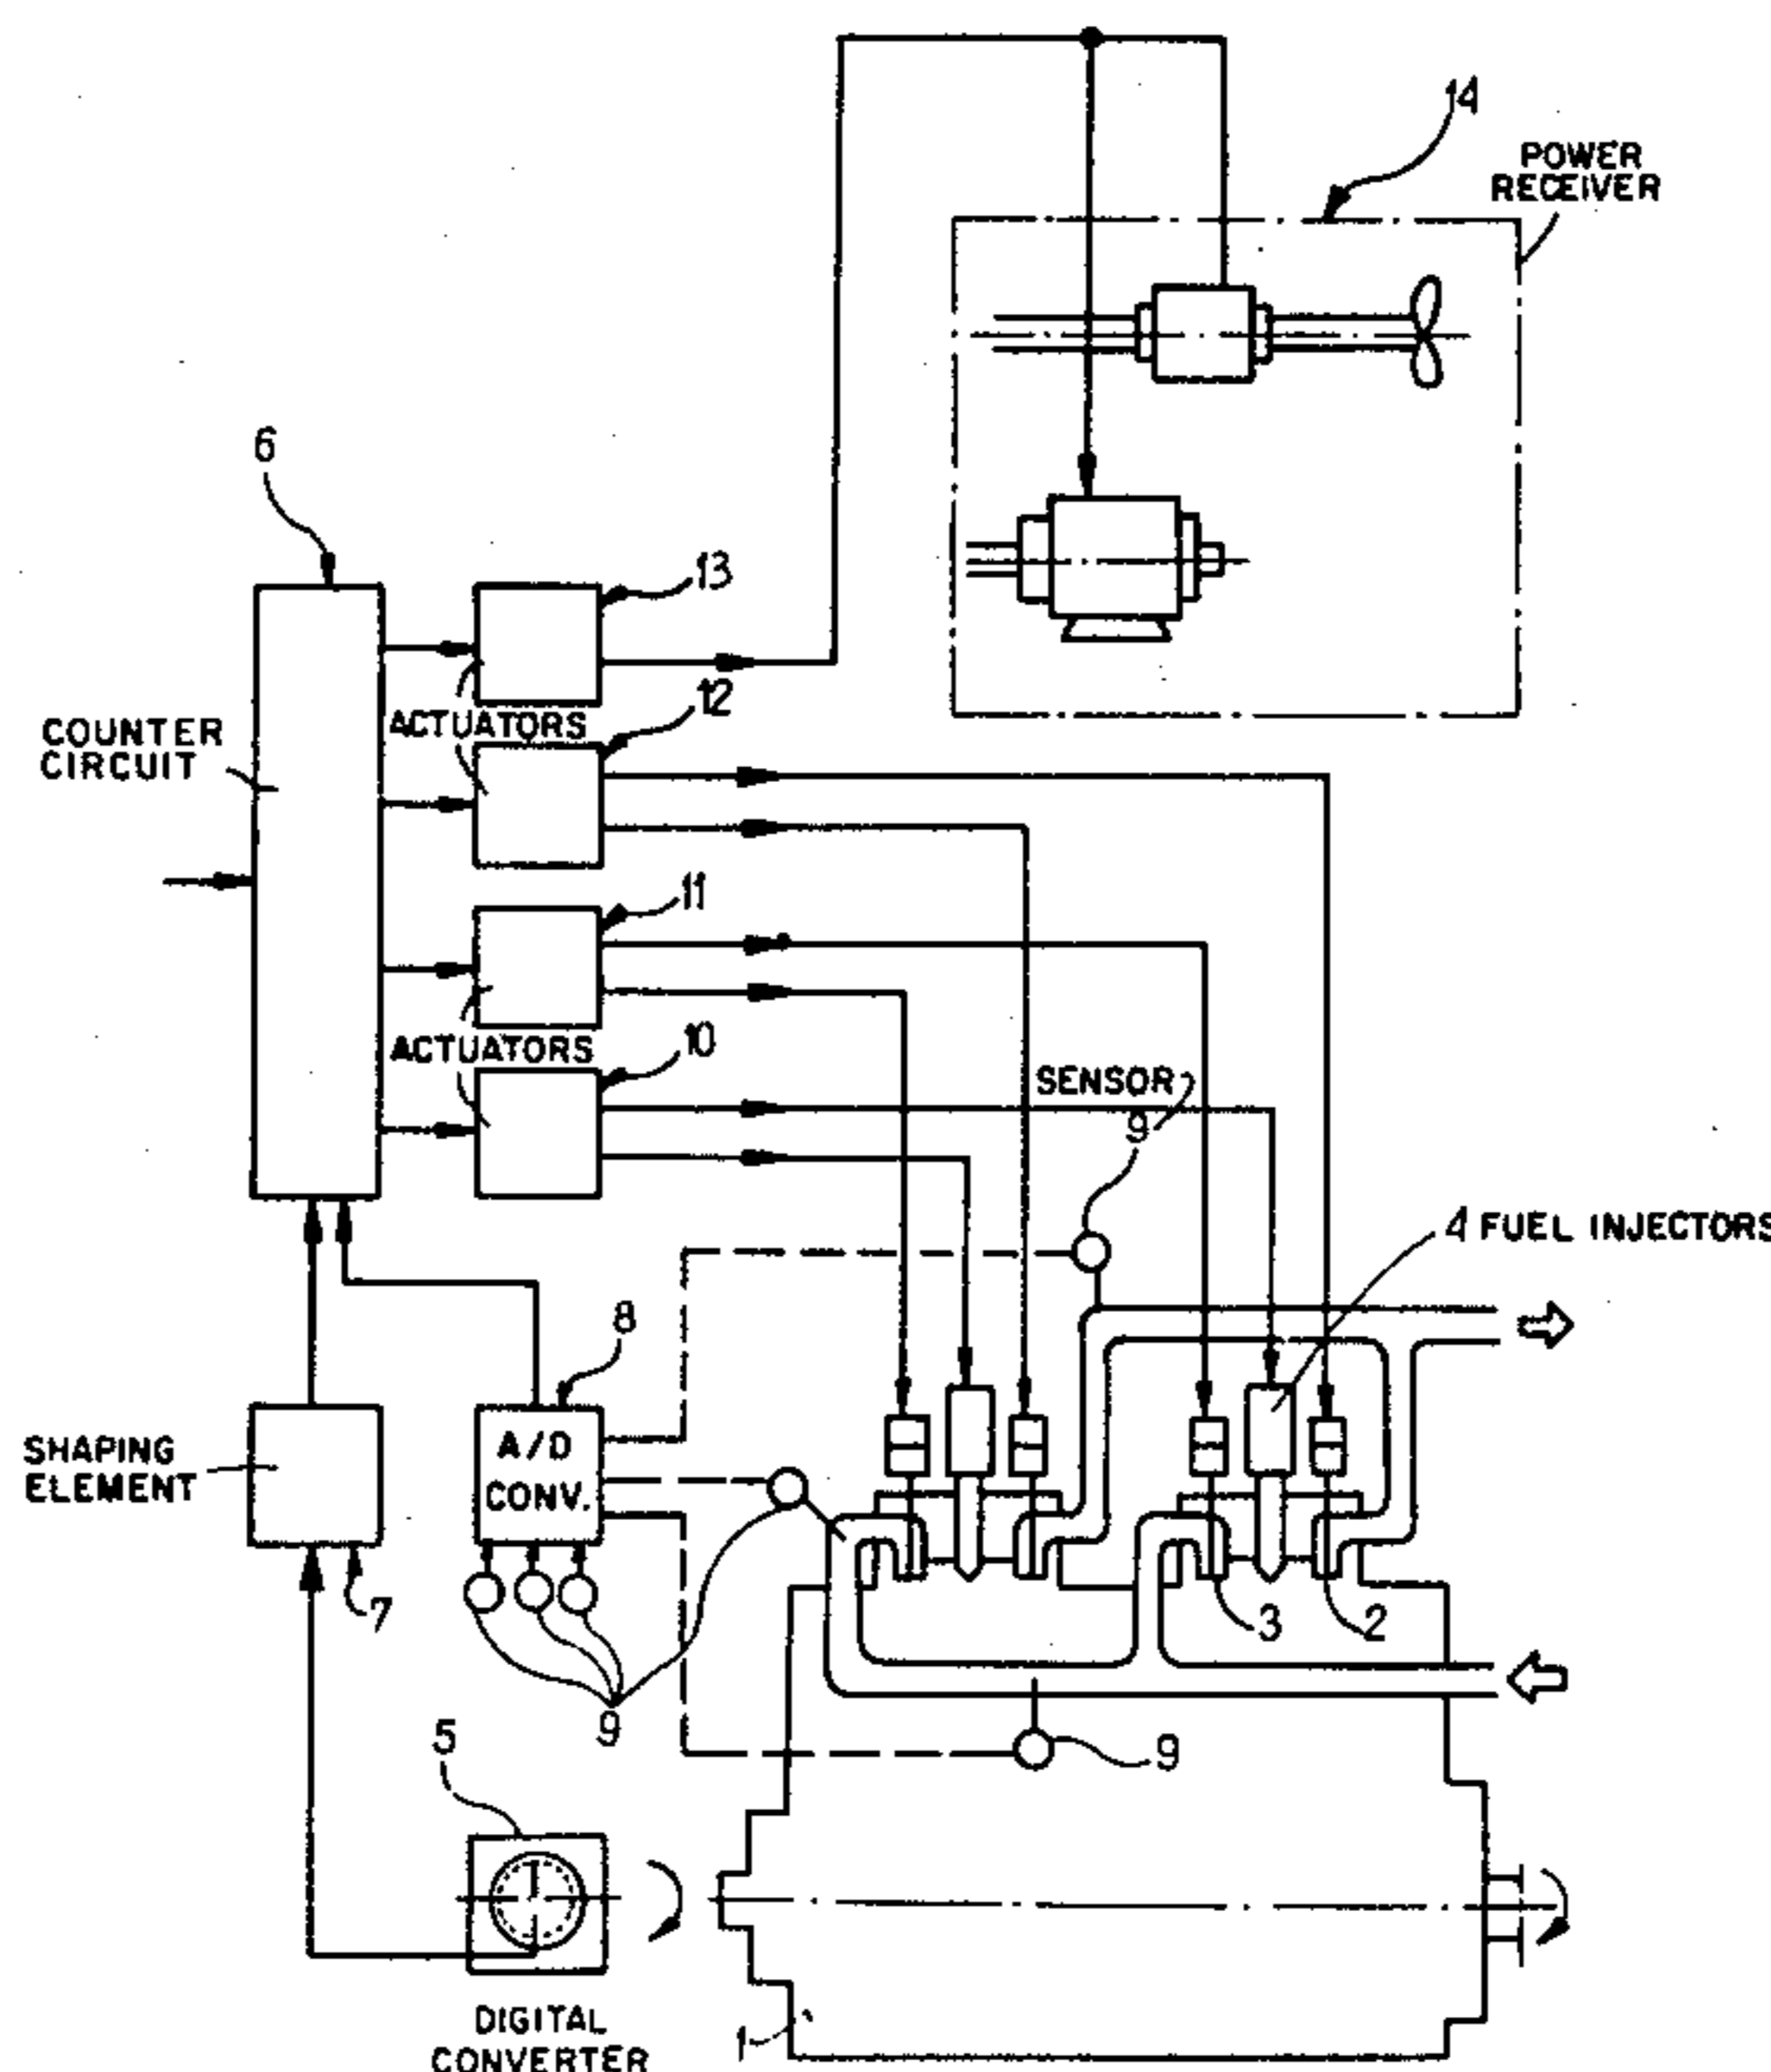 14
POWER
RECEIVER
6
13
ACTUATORS
12
COUNTER
CIRCUIT
11
ACTUATORS
10
SENSOR
9
4 FUEL INJECTORS
8
A/D
CONV.
SHAPING
ELEMENT
7
3
2
9
9
5
1
DIGITAL
CONVERTER